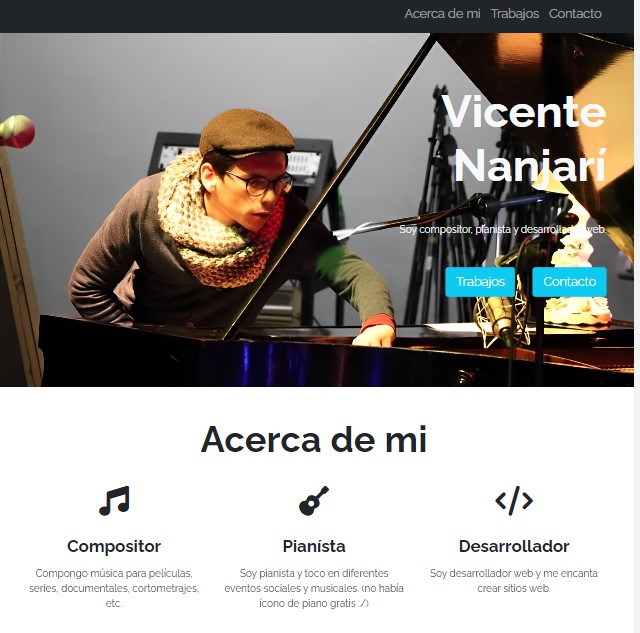 Acerca de mi Trabajos Contacto
Vicente
Nanjarí
Soy compositor, pianista y desarrollador web.
Trabajos Contacto
Acerca de mi
Compositor
Compongo música para películas,
series, documentales, cortometrajes,
etc.
Pianísta
Soy pianista y toco en diferentes
eventos sociales y musicales. (no había
ícono de piano gratis :/)
Desarrollador
Soy desarrollador web y me encanta
crear sitios web.